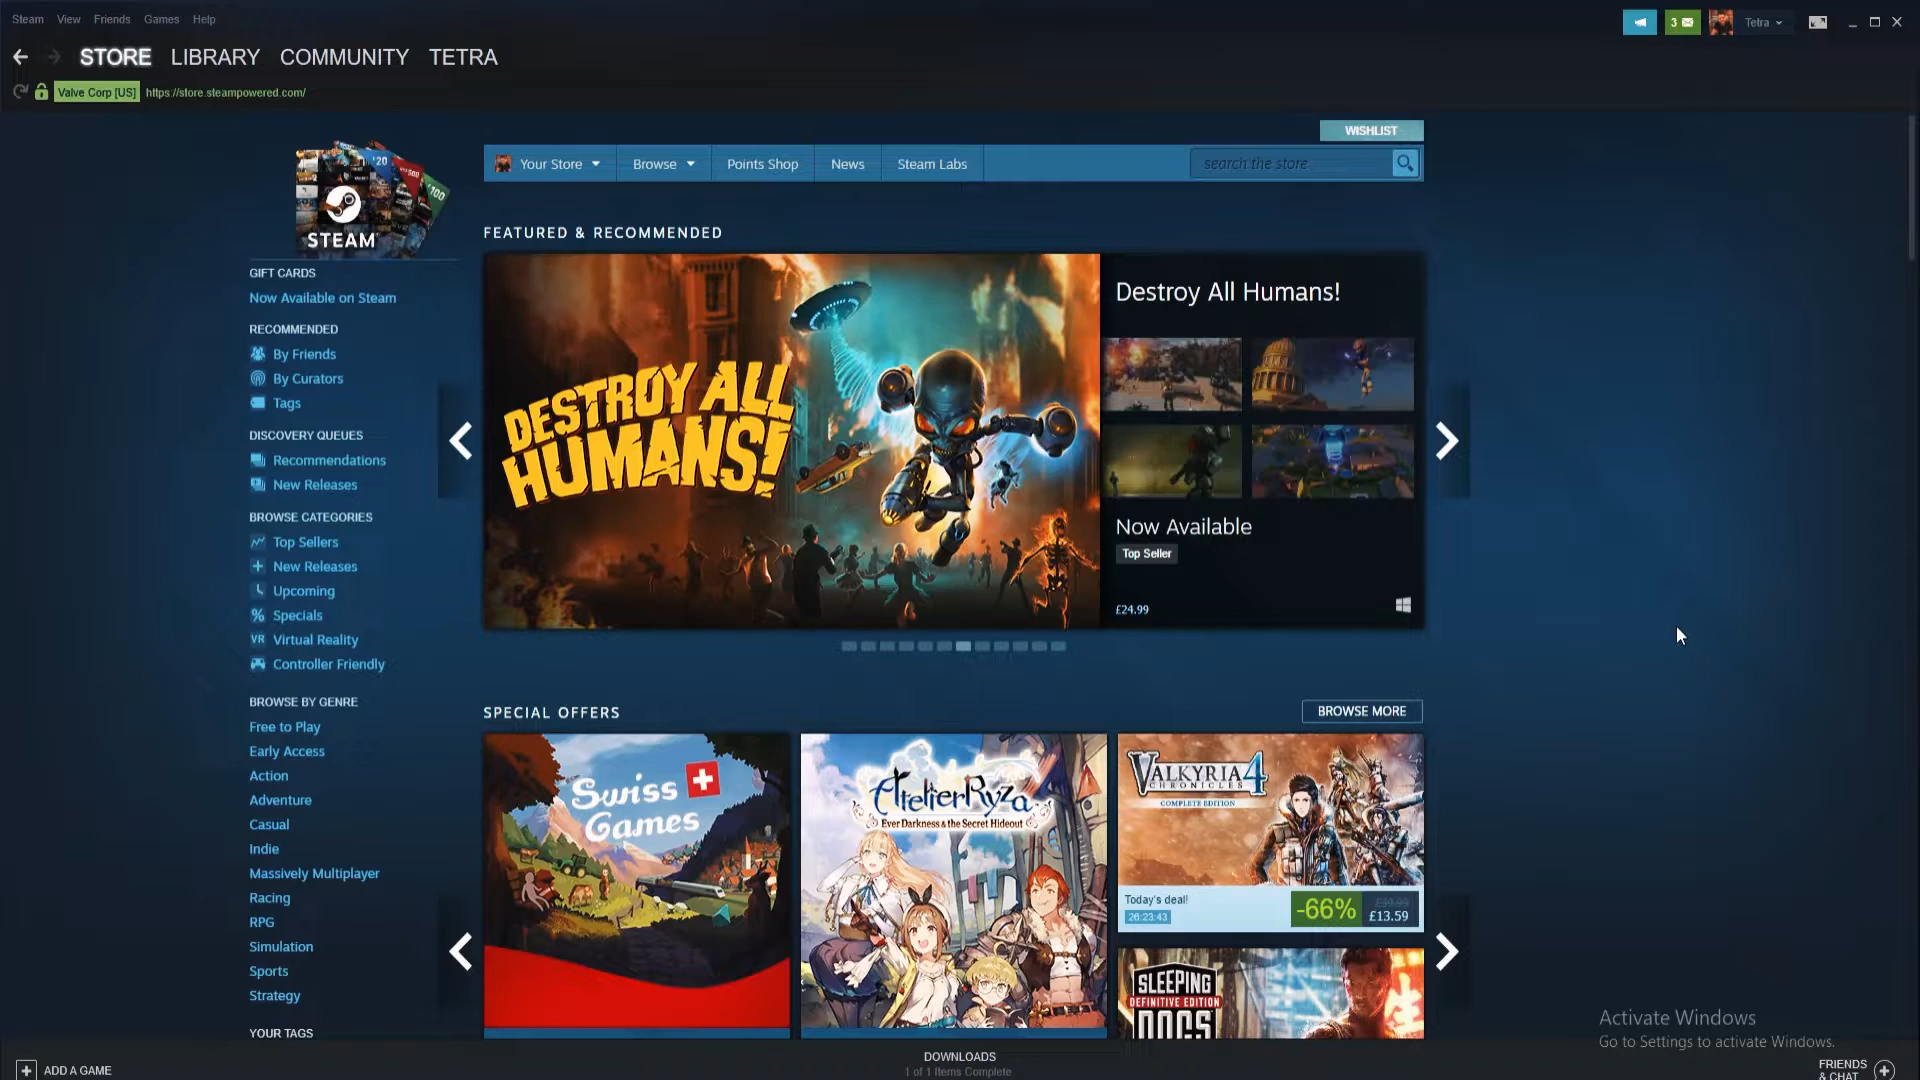 Steam View Friends Games Help
3 Tetra
STORE LIBRARY COMMUNITY TETRA
Valve Corp [US] https://store.steampowered.com/
WISHLIST
Your Store Browse Points Shop News Steam Labs search the store
STEAM
GIFT CARDS
Now Available on Steam
RECOMMENDED
By Friends
By Curators
Tags
DISCOVERY QUEUES
Recommendations
New Releases
BROWSE CATEGORIES
Top Sellers
New Releases
Upcoming
% Specials
VR Virtual Reality
Controller Friendly
BROWSE BY GENRE
Free to Play
Early Access
Action
Adventure
Casual
Indie
Massively Multiplayer
Racing
RPG
Simulation
Sports
Strategy
YOUR TAGS
FEATURED & RECOMMENDED
DESTROY ALL
HUMANS!
Destroy All Humans!
Now Available
Top Seller
£24.99
SPECIAL OFFERS
BROWSE MORE
Swiss
Games
Atelier Ryza
Ever Darkness & the Secret Hideout
VALKYRIA 4
CHRONICLES
COMPLETE EDITION
Today's deal!
26:23:43
-66%
£39.99
£13.59
SLEEPING
DEFINITIVE EDITION
DOGS
Activate Windows
Go to Settings to activate Windows.
ADD A GAME
DOWNLOADS
1 of 1 Items Complete
FRIENDS
& CHAT